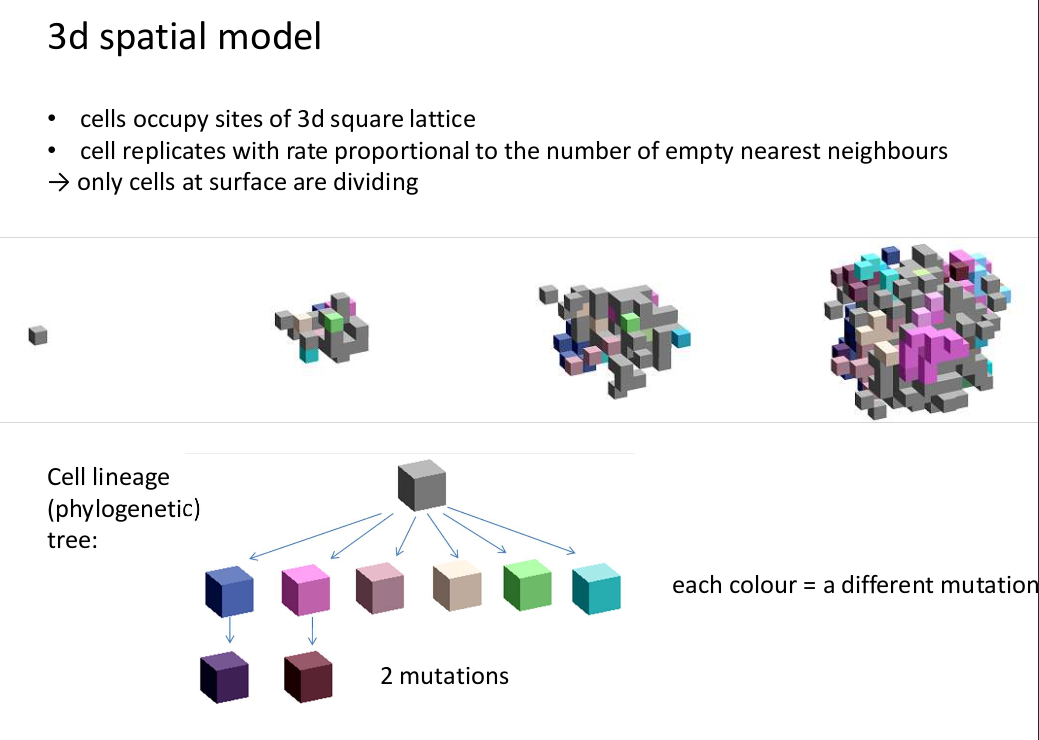 3d spatial model
• cells occupy sites of 3d square lattice
• cell replicates with rate proportional to the number of empty nearest neighbours
→ only cells at surface are dividing
Cell lineage
(phylogenetic)
tree:
each colour = a different mutation
2 mutations